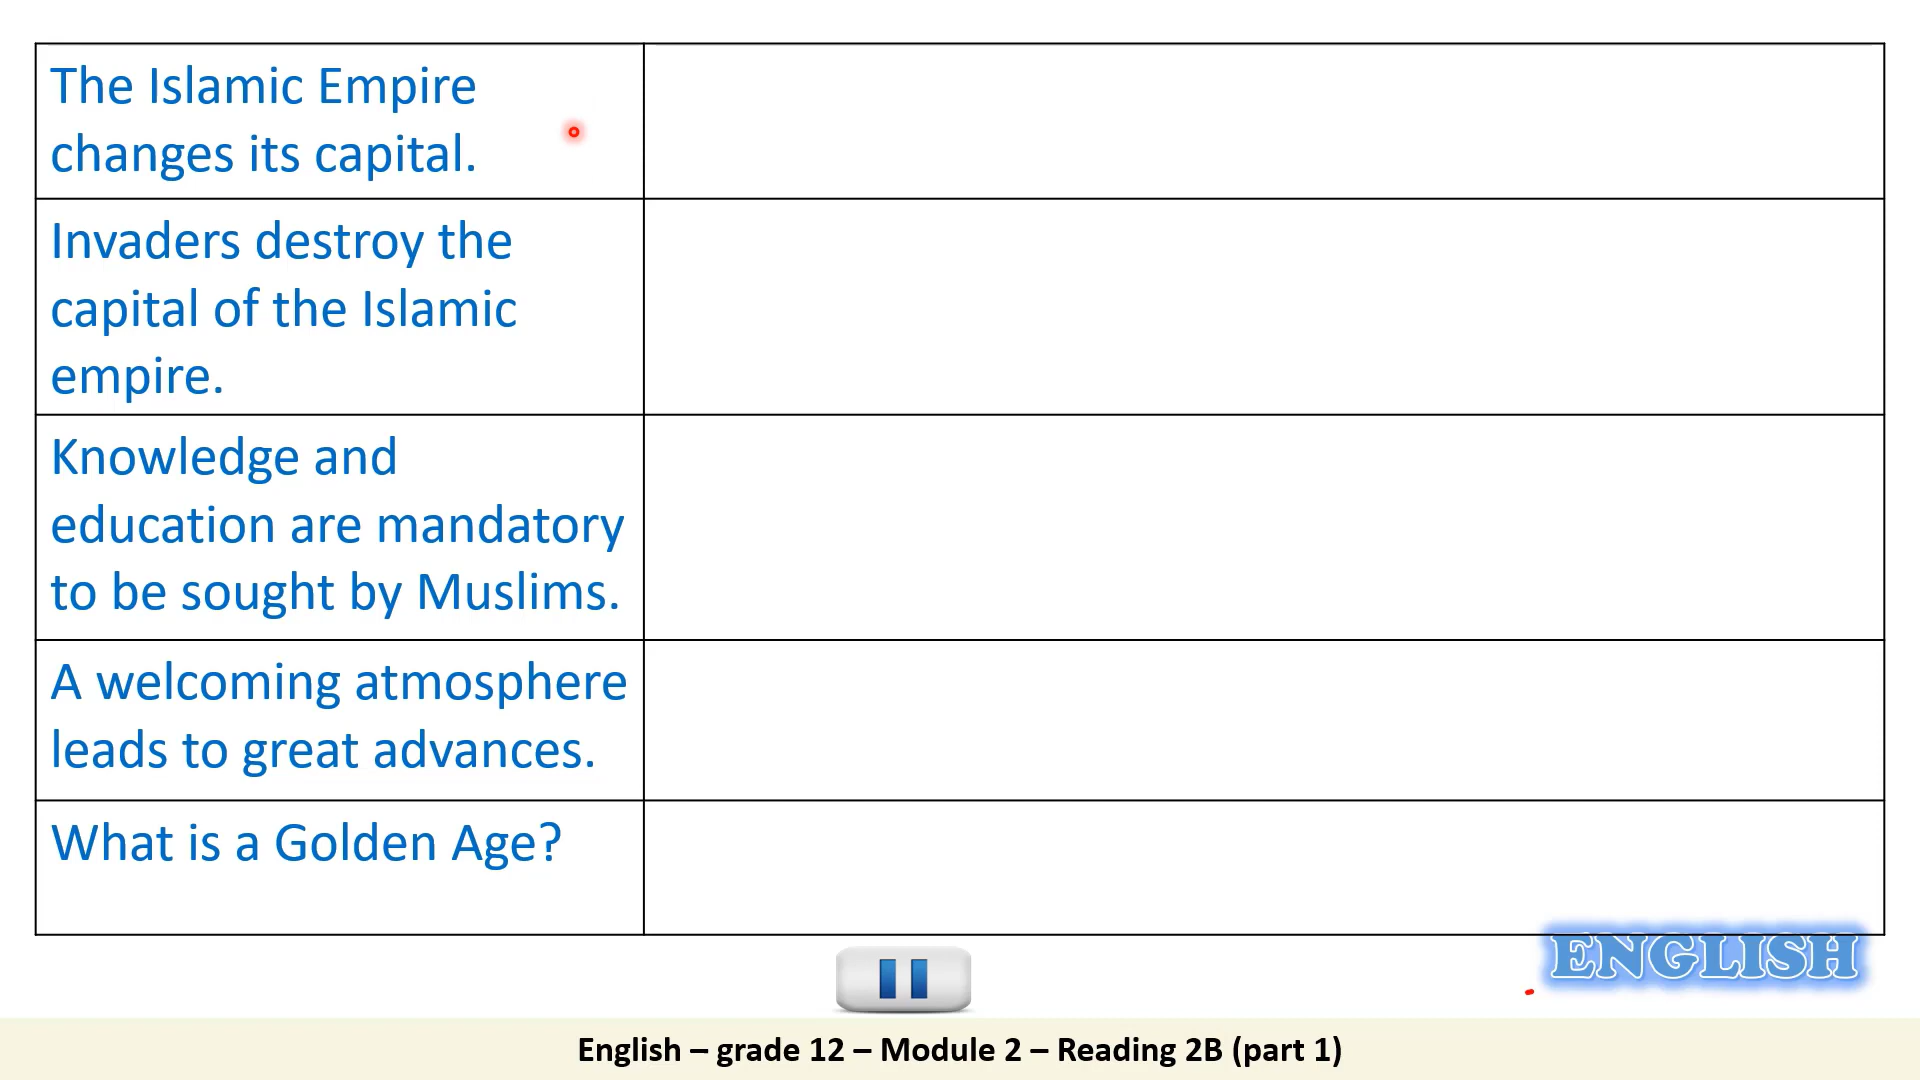 The Islamic Empire
changes its capital.
Invaders destroy the
capital of the Islamic
empire.
Knowledge and
education are mandatory
to be sought by Muslims.
A welcoming atmosphere
leads to great advances.
What is a Golden Age?
ENGLISH
English – grade 12 – Module 2 – Reading 2B (part 1)